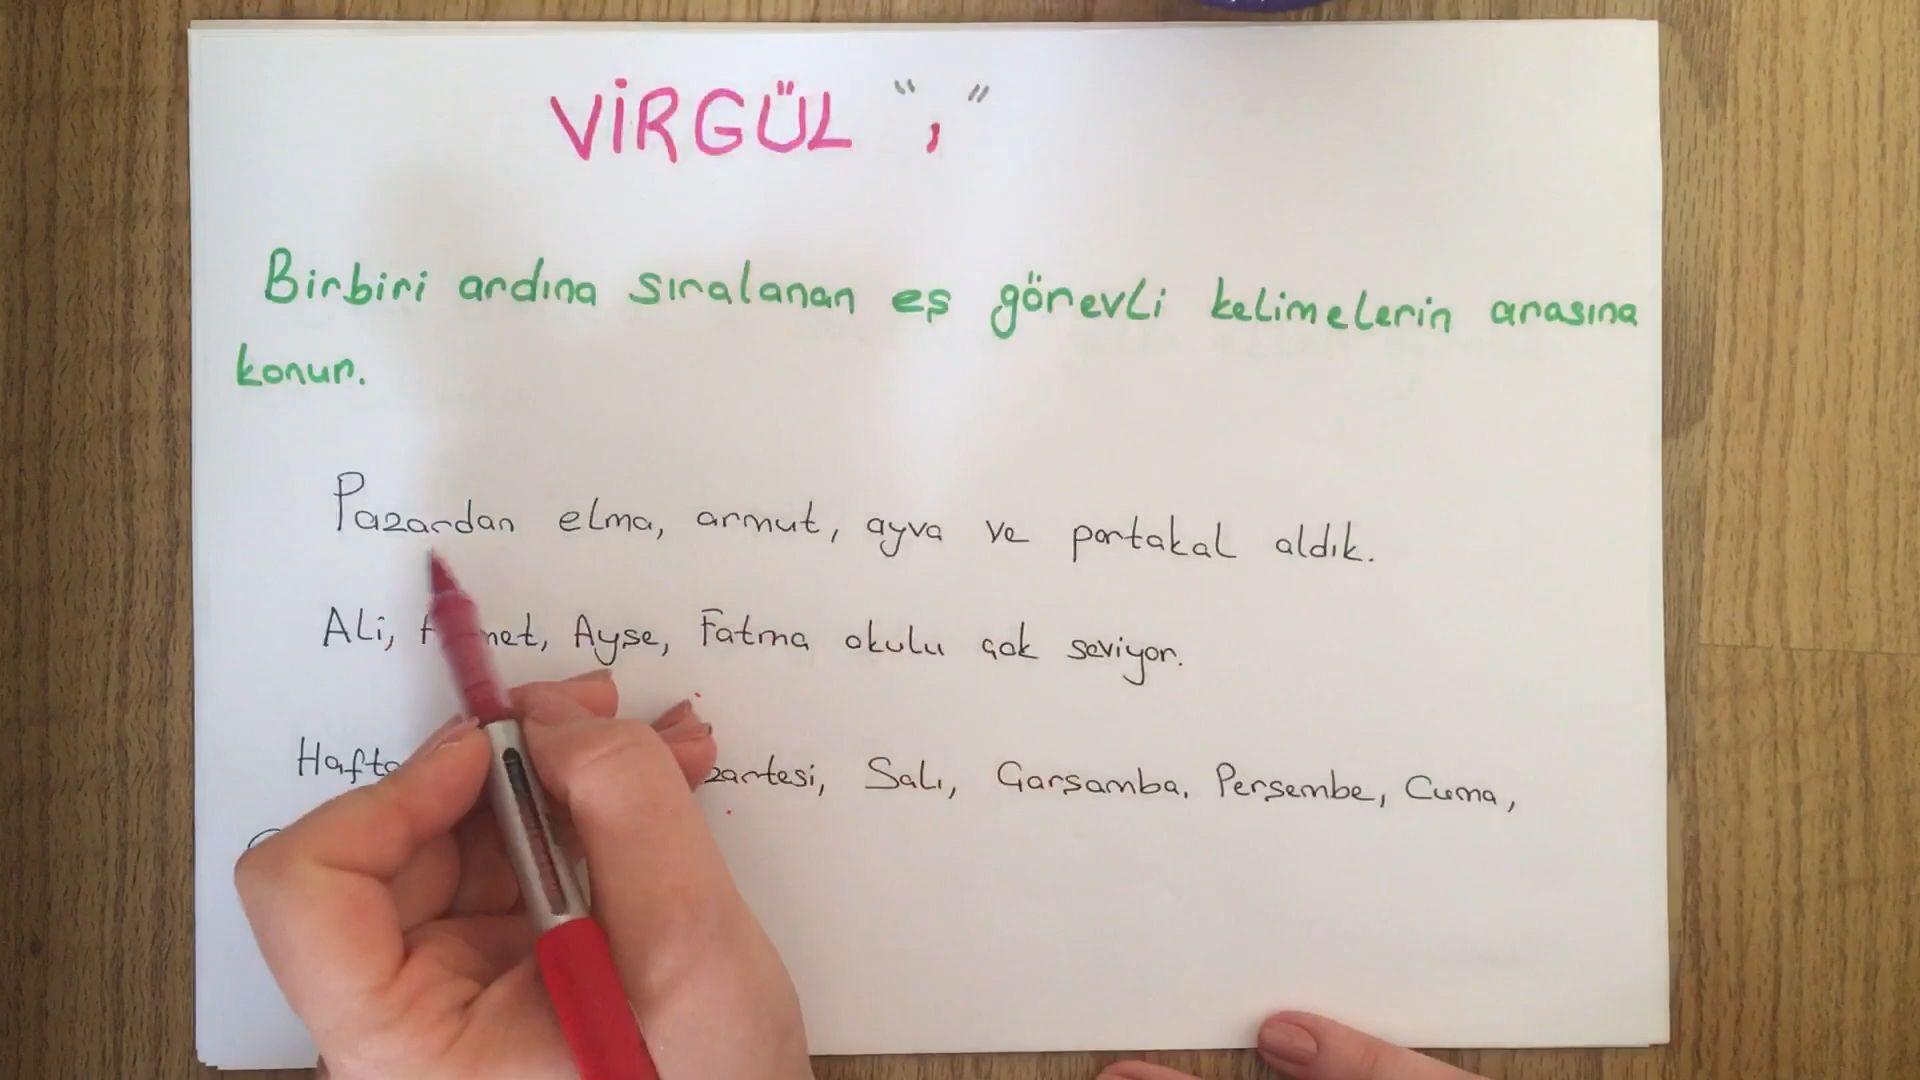 VİRGÜL " , "
Birbiri ardına sıralanan eş görevli kelimelerin arasına
konur.
Pazardan elma, armut, ayva ve portakal aldık.
Ali, Ayşe, Fatma okulu çok seviyor.
Salı, Çarşamba, Perşembe, Cuma,